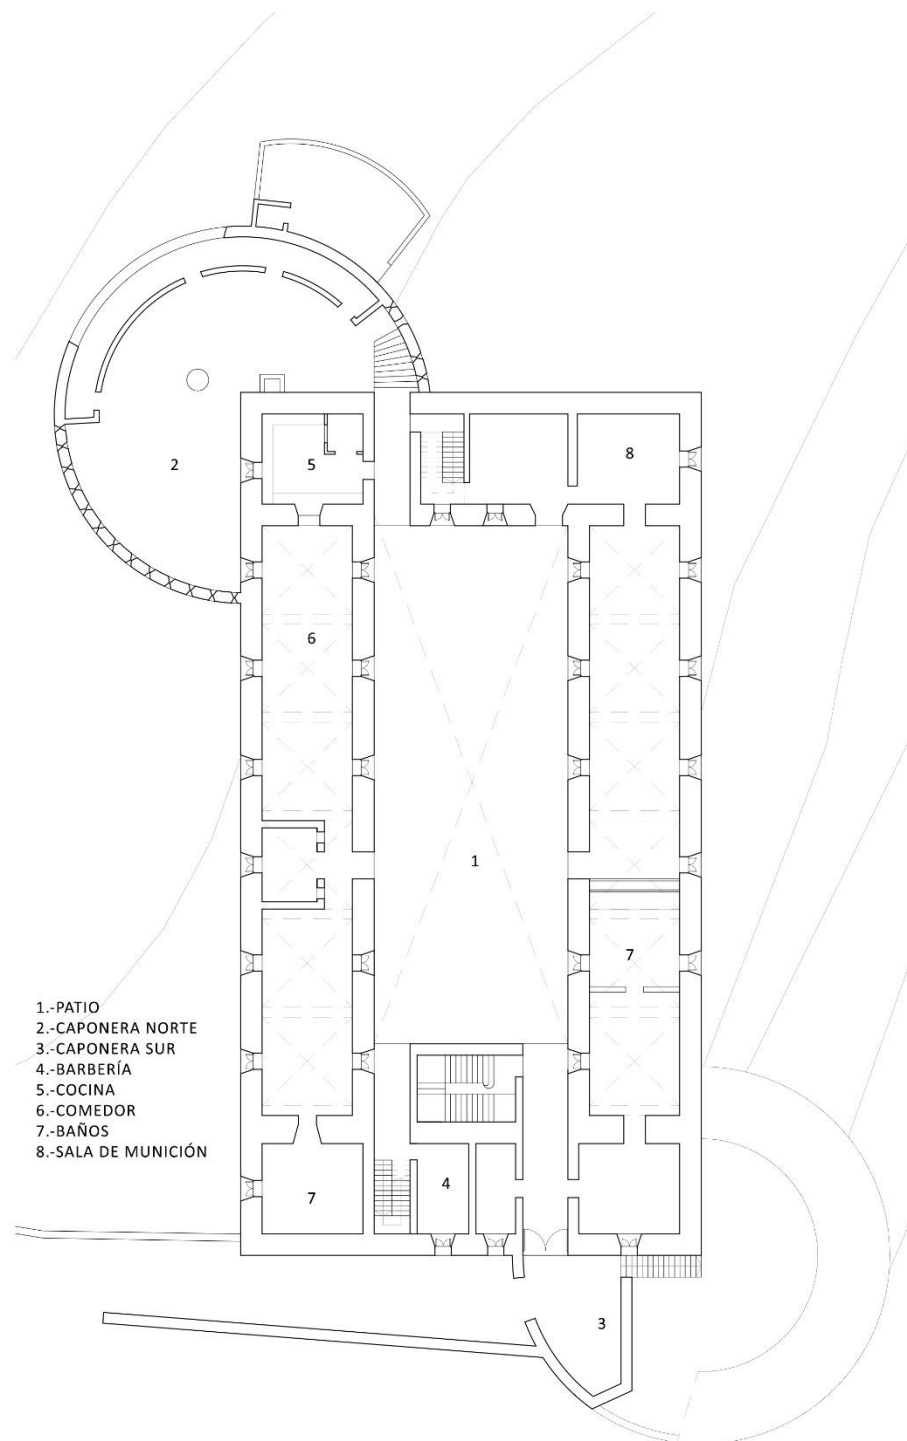 2
5
8
6
1
7
1.-PATIO
2.-CAPONERA NORTE
3.-CAPONERA SUR
4.-BARBERÍA
5.-COCINA
6.-COMEDOR
7.-BAÑOS
8.-SALA DE MUNICIÓN
7
4
3